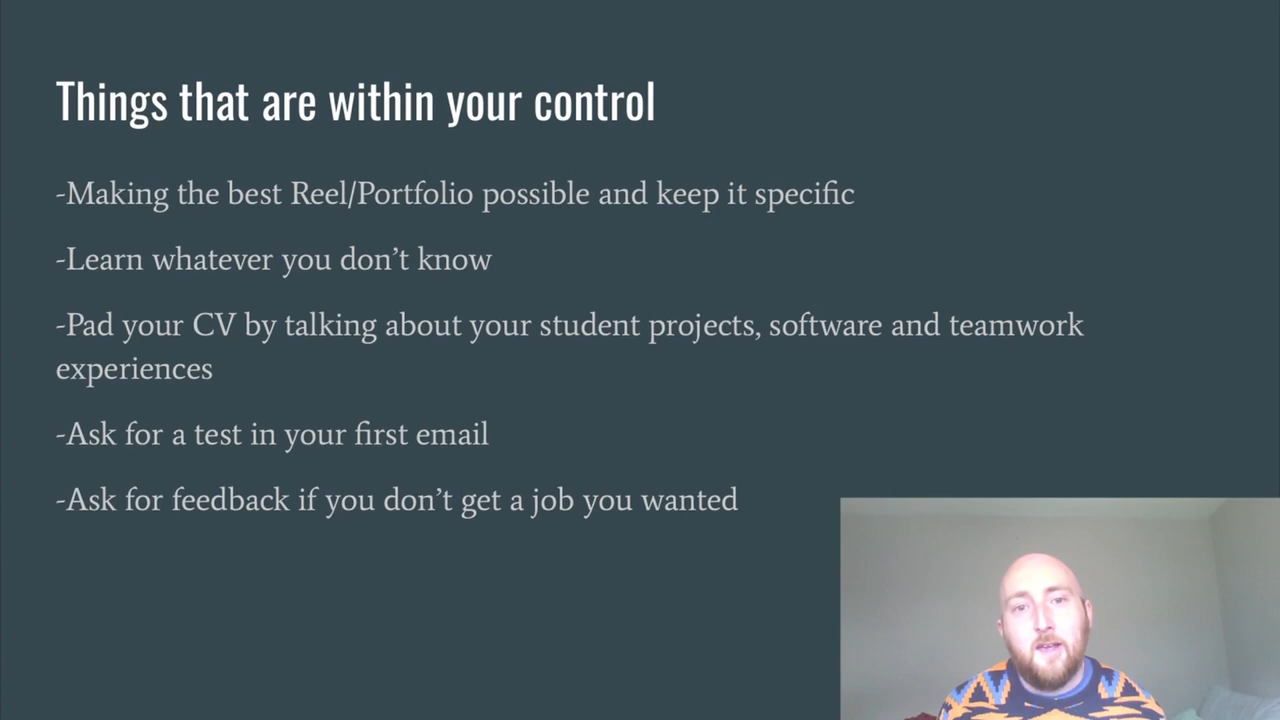 Things that are within your control
-Making the best Reel/Portfolio possible and keep it specific
-Learn whatever you don’t know
-Pad your CV by talking about your student projects, software and teamwork
experiences
-Ask for a test in your first email
-Ask for feedback if you don’t get a job you wanted